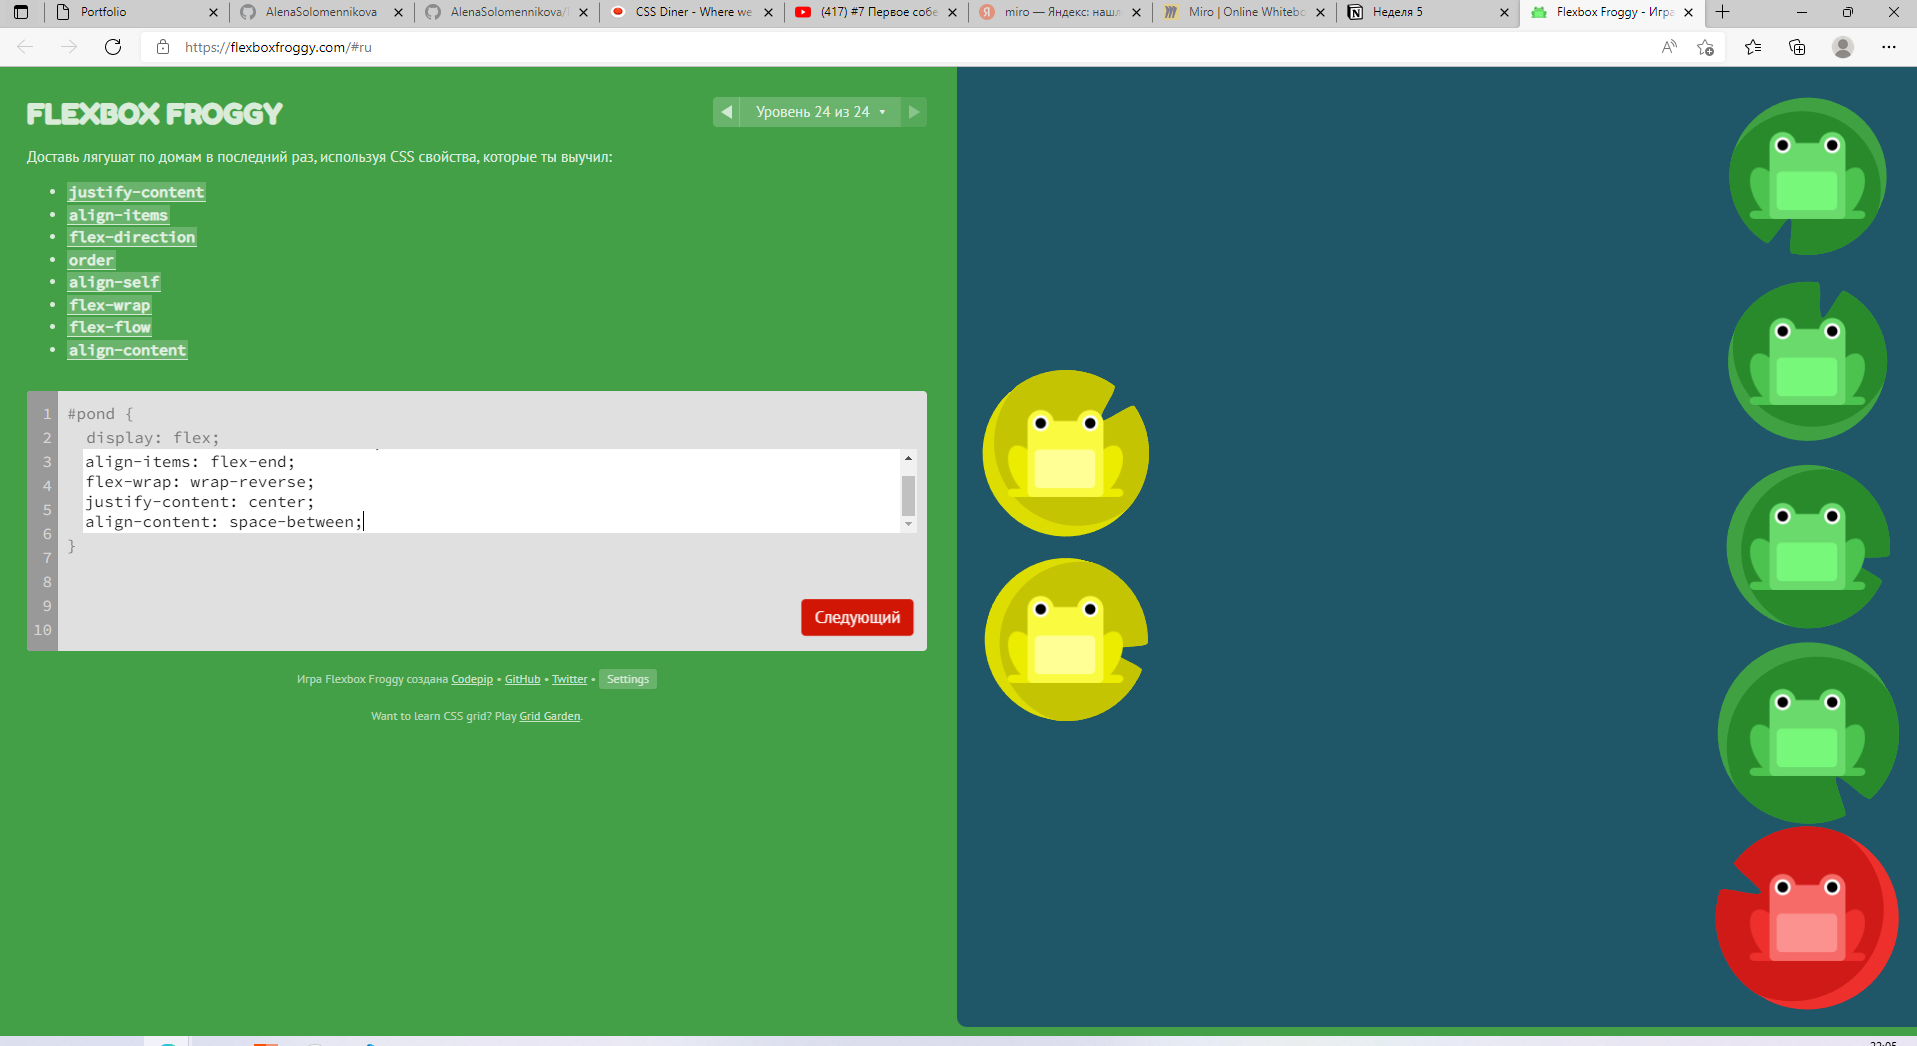 Portfolio
AlenaSolomennikova
AlenaSolomennikova/
CSS Diner - Where we
(417) #7 Первое собе
miro — Яндекс: нашл
Miro | Online Whitebo
Неделя 5
Flexbox Froggy - Игра
https://flexboxfroggy.com/#ru
FLEXBOX FROGGY
Уровень 24 из 24
Доставь лягушат по домам в последний раз, используя CSS свойства, которые ты выучил:
justify-content
align-items
flex-direction
order
align-self
flex-wrap
flex-flow
align-content
1 #pond {
2 display: flex;
3 align-items: flex-end;
4 flex-wrap: wrap-reverse;
5 justify-content: center;
6 align-content: space-between;
7 }
8
9
10
Следующий
Игра Flexbox Froggy создана Codepip • GitHub • Twitter • Settings
Want to learn CSS grid? Play Grid Garden.